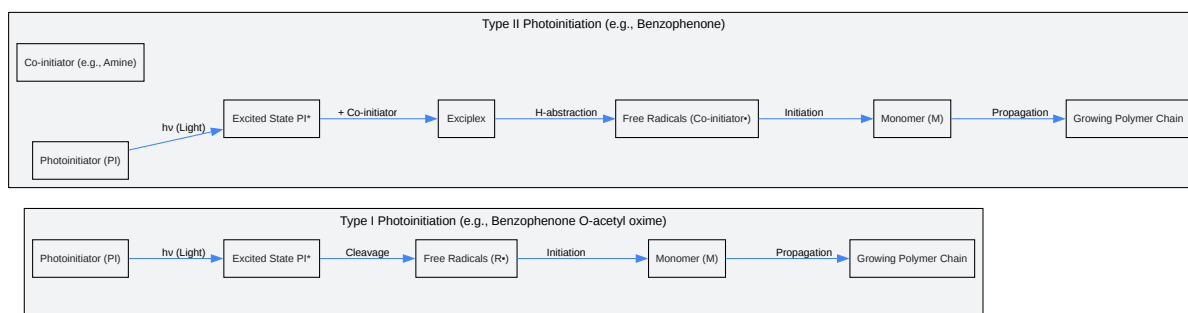 Type II Photoinitiation (e.g., Benzophenone)
Co-initiator (e.g., Amine)
Photoinitiator (PI)
hν (Light)
Excited State PI*
+ Co-initiator
Exciplex
H-abstraction
Free Radicals (Co-initiator•)
Initiation
Monomer (M)
Propagation
Growing Polymer Chain
Type I Photoinitiation (e.g., Benzophenone O-acetyl oxime)
Photoinitiator (PI)
hν (Light)
Excited State PI*
Cleavage
Free Radicals (R•)
Initiation
Monomer (M)
Propagation
Growing Polymer Chain